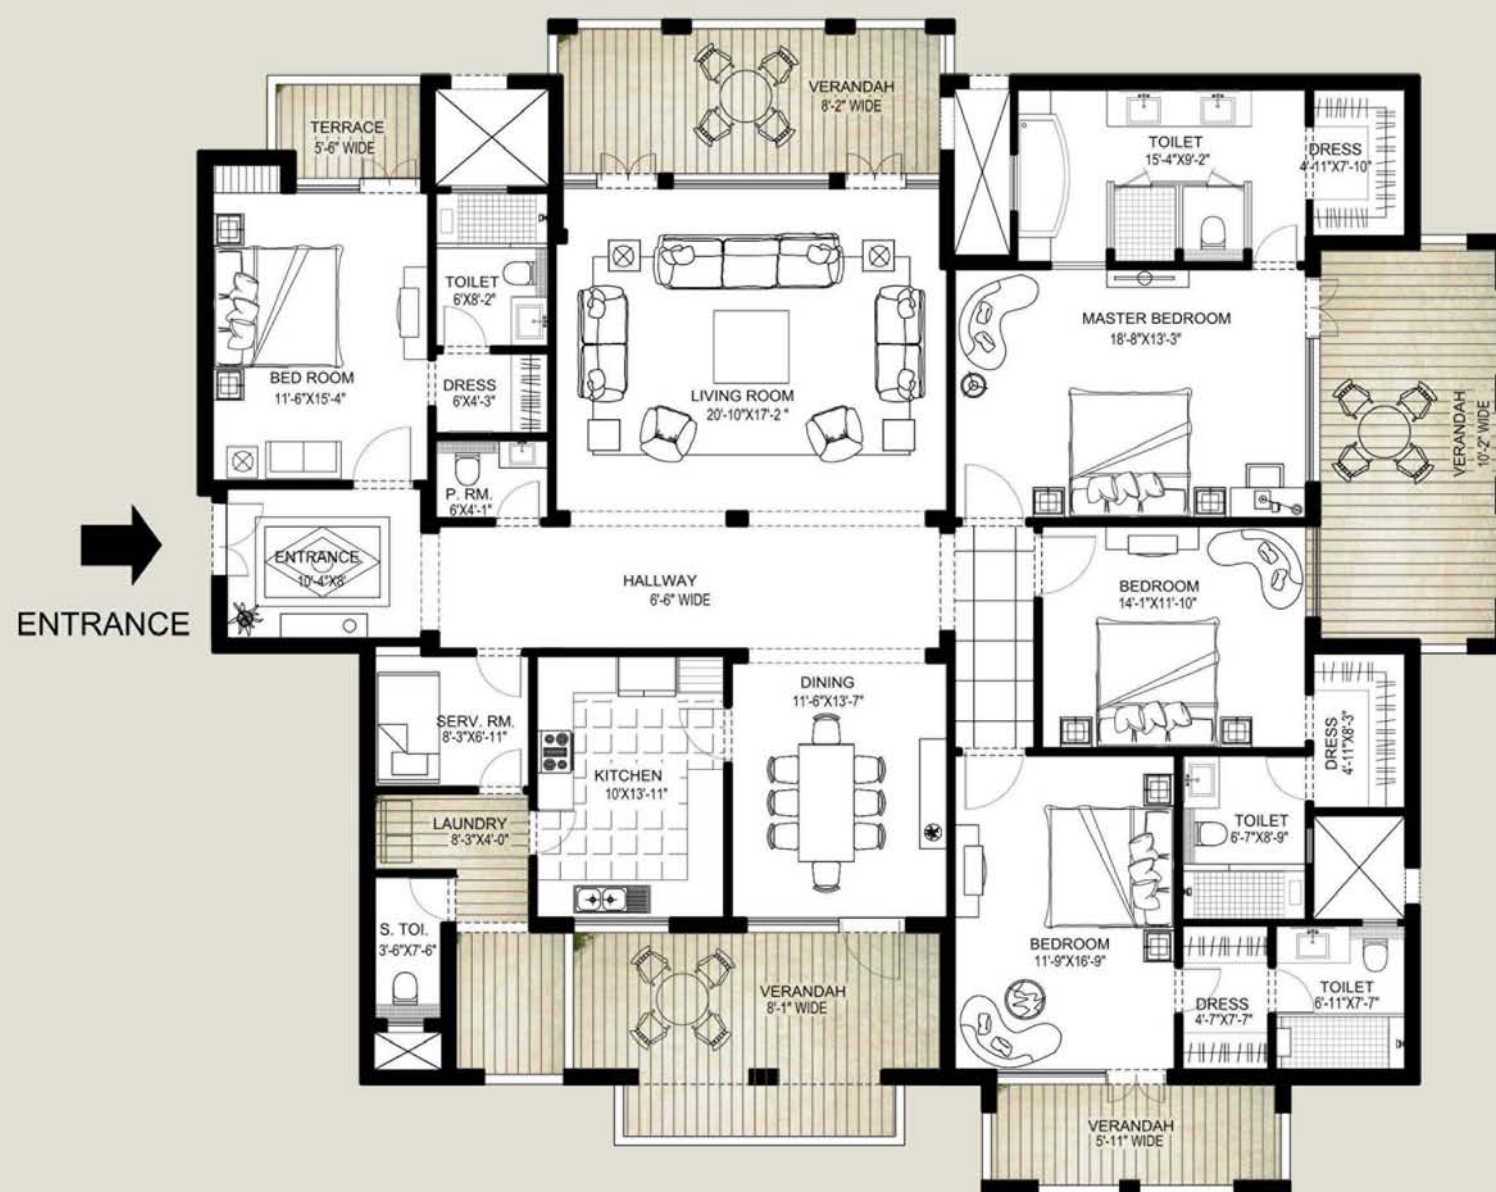 VERANDAH
8'-2" WIDE
TERRACE
5'-6" WIDE
TOILET
15'-4"X9'-2"
DRESS
4'-11"X7'-10"
TOILET
6'X8'-2"
MASTER BEDROOM
18'-8"X13'-3"
BED ROOM
11'-6"X15'-4"
DRESS
6'X4'-3"
LIVING ROOM
20'-10"X17'-2"
VERANDAH
10'-2" WIDE
P. RM.
6'X4'-1"
ENTRANCE
10'-4"X8'
ENTRANCE
HALLWAY
6'-6" WIDE
BEDROOM
14'-1"X11'-10"
DINING
11'-6"X13'-7"
SERV. RM.
8'-3"X6'-11"
DRESS
4'-11"X8'-3"
KITCHEN
10'X13'-11"
LAUNDRY
8'-3"X4'-0"
TOILET
6'-7"X8'-9"
S. TOI.
3'-6"X7'-6"
BEDROOM
11'-9"X16'-9"
VERANDAH
8'-1" WIDE
DRESS
4'-7"X7'-7"
TOILET
6'-11"X7'-7"
VERANDAH
5'-11" WIDE